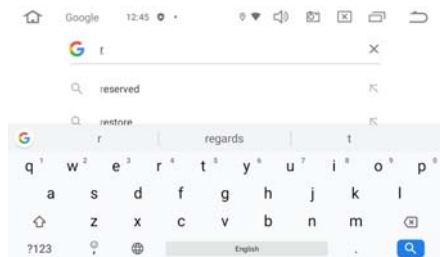 Google 12:45
t
reserved
restore
r regards t
q 1 w 2 e 3 r 4 t 5 y 6 u 7 i 8 o 9 p 0
a s d f g h j k l
z x c v b n m
?123 , English .